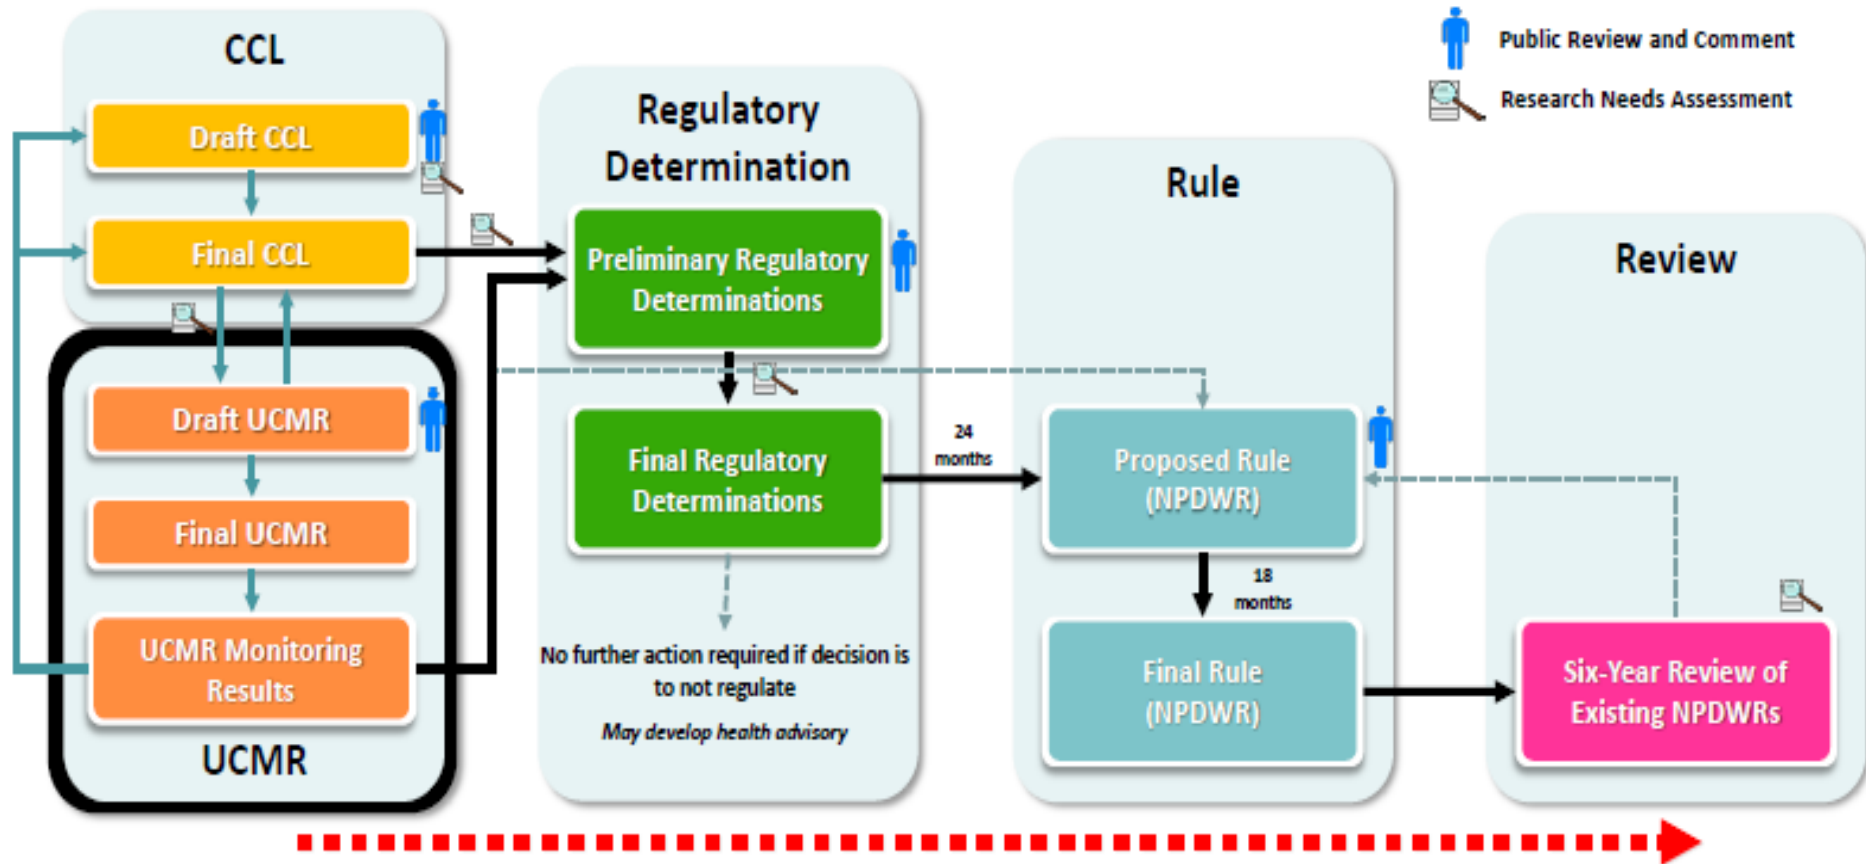 CCL
Draft CCL
Final CCL
Draft UCMR
Final UCMR
UCMR Monitoring
Results
UCMR
Regulatory
Determination
Preliminary Regulatory
Determinations
Final Regulatory
Determinations
No further action required if decision is
to not regulate
May develop health advisory
24
months
Rule
Proposed Rule
(NPDWR)
18
months
Final Rule
(NPDWR)
Review
Six-Year Review of
Existing NPDWRs
Public Review and Comment
Research Needs Assessment